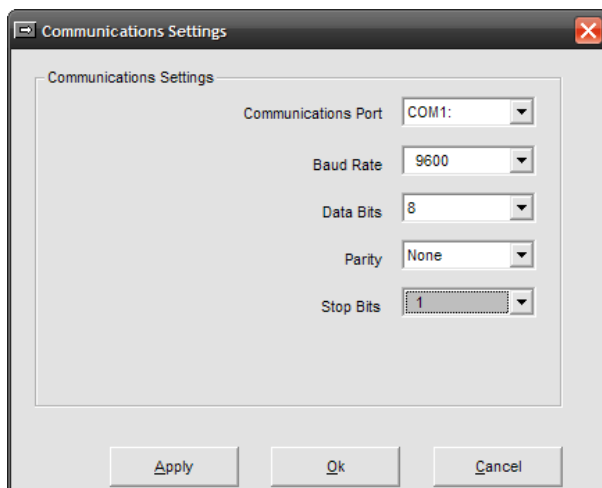 Communications Settings
Communications Settings
Communications Port COM1:
Baud Rate 9600
Data Bits 8
Parity None
Stop Bits 1
Apply Ok Cancel